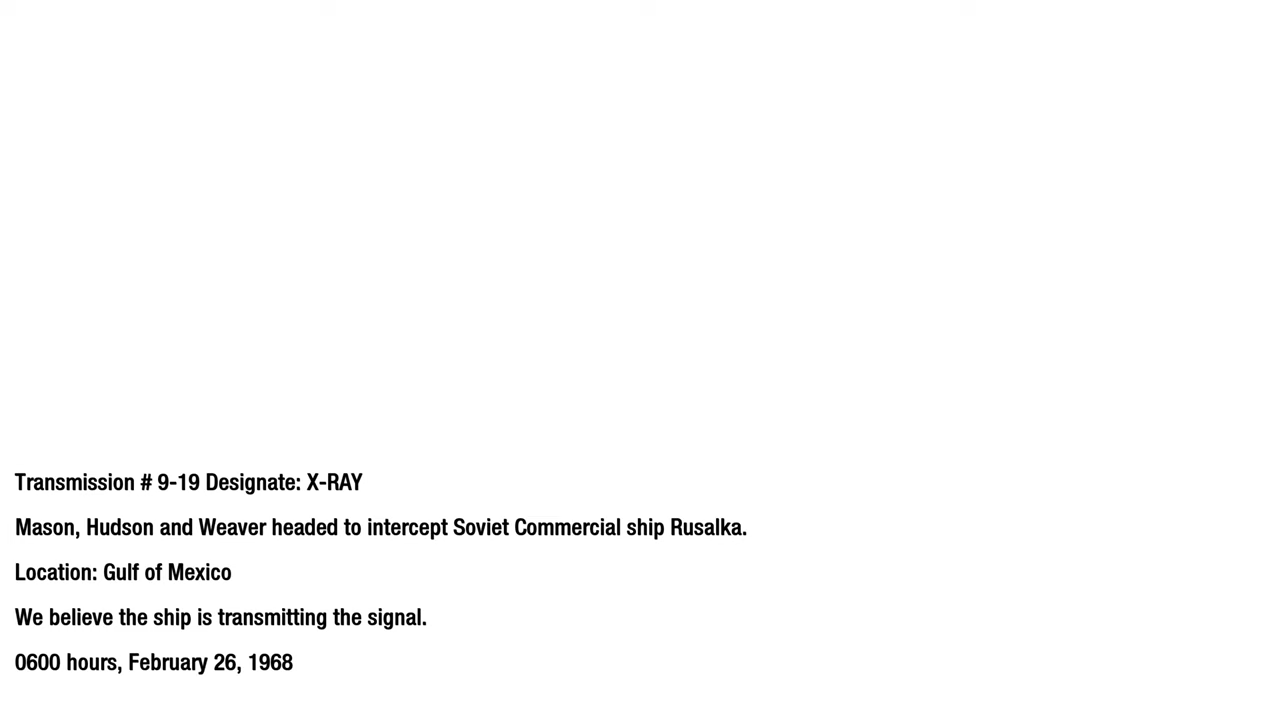 Transmission # 9-19 Designate: X-RAY
Mason, Hudson and Weaver headed to intercept Soviet Commercial ship Rusalka.
Location: Gulf of Mexico
We believe the ship is transmitting the signal.
0600 hours, February 26, 1968